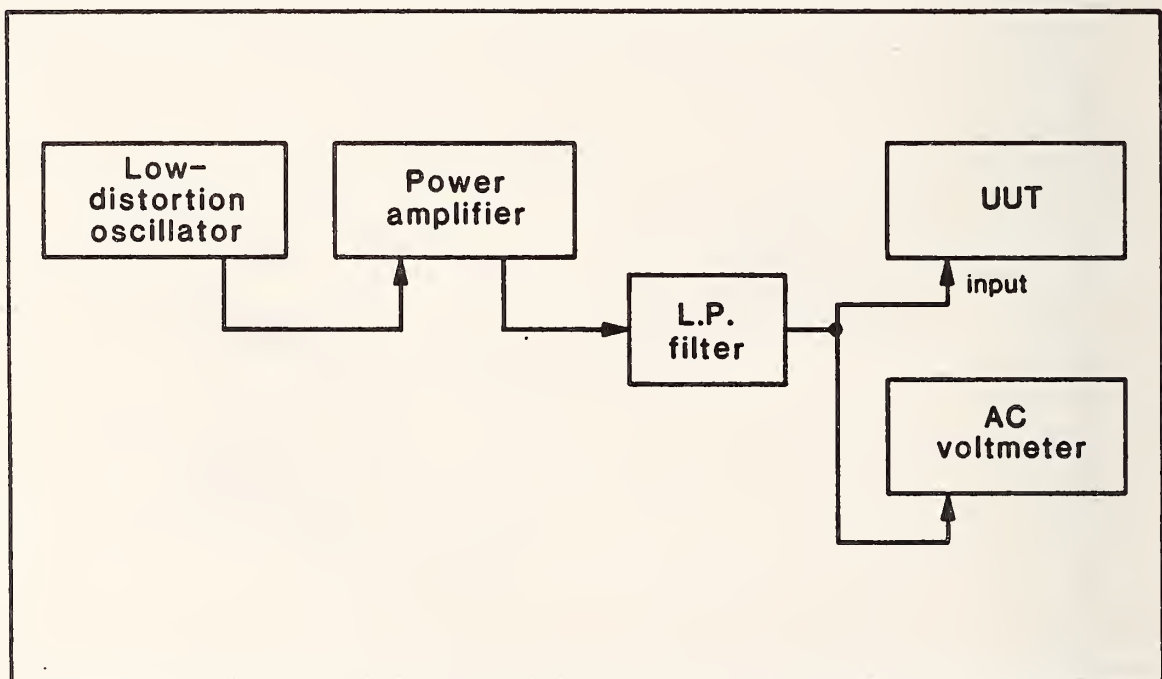 Low-
distortion
oscillator
Power
amplifier
L.P.
filter
UUT
input
AC
voltmeter